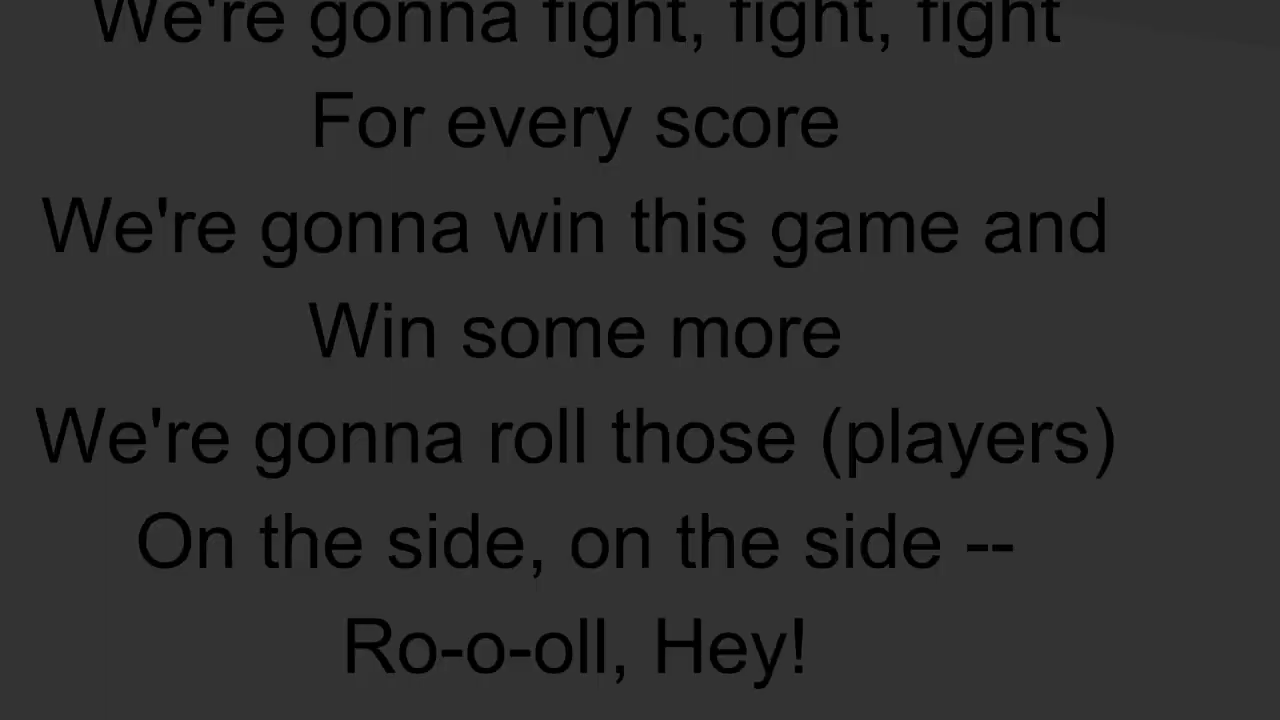 We're gonna fight, fight, fight
For every score
We're gonna win this game and
Win some more
We're gonna roll those (players)
On the side, on the side --
Ro-o-oll, Hey!